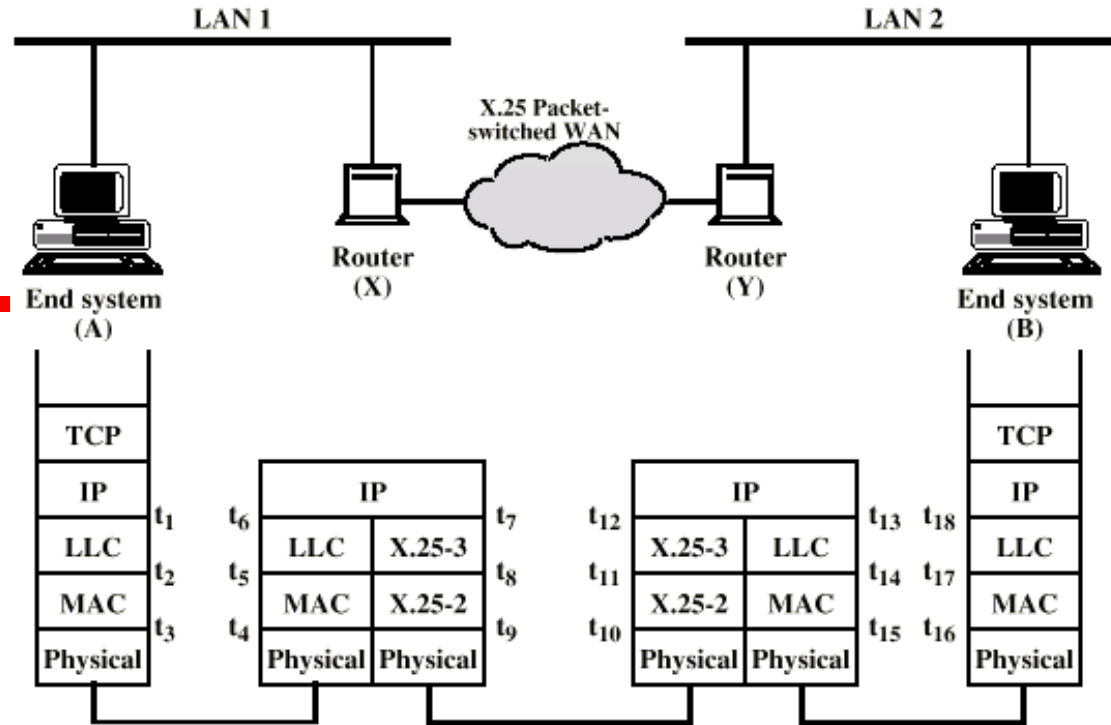 LAN 1
LAN 2
X.25 Packet-
switched WAN
Router
(X)
Router
(Y)
End system
(A)
End system
(B)
TCP
IP
LLC
MAC
Physical
t1
t2
t3
t6
t5
t4
IP
LLC X.25-3
MAC X.25-2
Physical Physical
t7
t8
t9
t12
t11
t10
IP
X.25-3 LLC
X.25-2 MAC
Physical Physical
t13
t14
t15
t18
t17
t16
TCP
IP
LLC
MAC
Physical